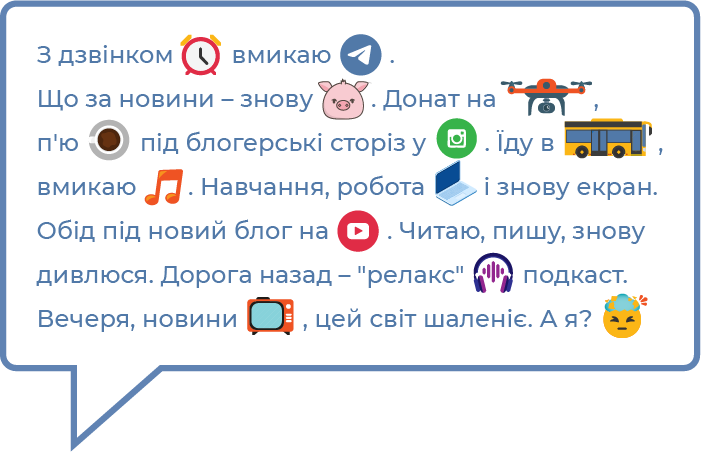 З дзвінком вмикаю .
Що за новини – знову . Донат на ,
п'ю під блогерські сторіз у . Їду в ,
вмикаю . Навчання, робота і знову екран.
Обід під новий блог на . Читаю, пишу, знову
дивлюся. Дорога назад – "релакс" подкаст.
Вечеря, новини , цей світ шаленіє. А я?